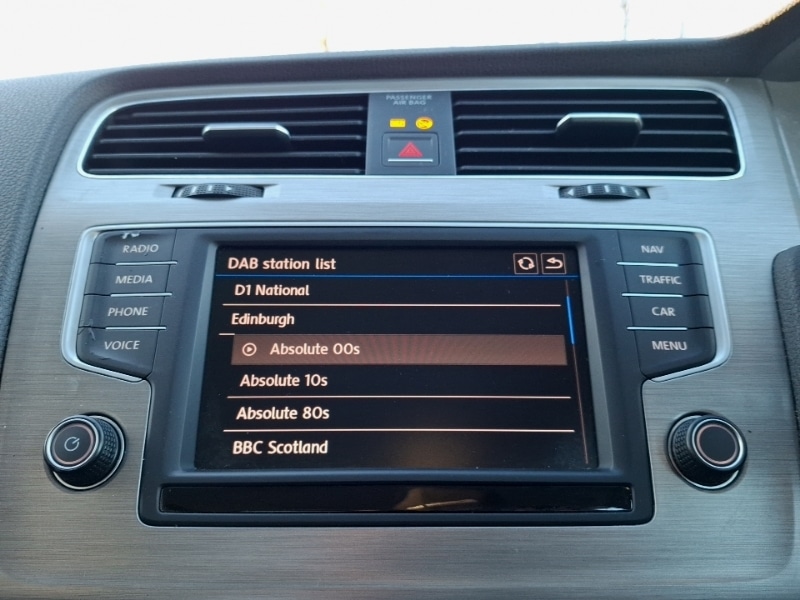 PASSENGER
AIR BAG
RADIO
MEDIA
PHONE
VOICE
DAB station list
D1 National
Edinburgh
Absolute 00s
Absolute 10s
Absolute 80s
BBC Scotland
NAV
TRAFFIC
CAR
MENU